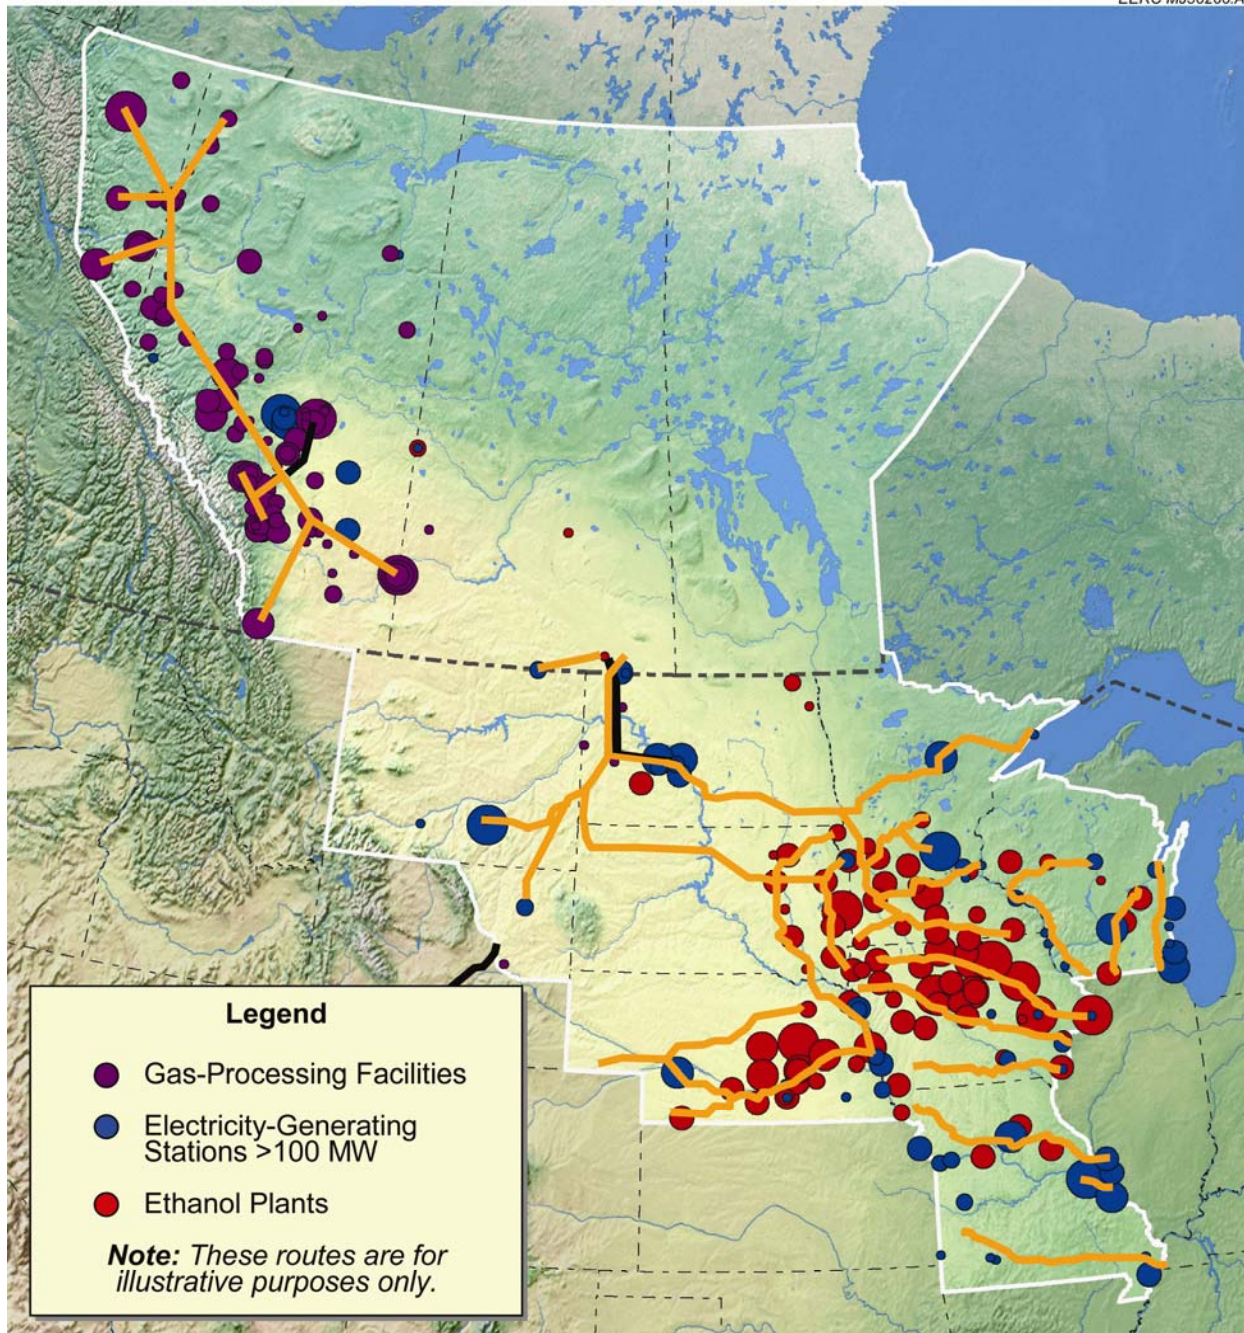 Legend
Gas-Processing Facilities
Electricity-Generating
Stations >100 MW
Ethanol Plants
Note: These routes are for
illustrative purposes only.